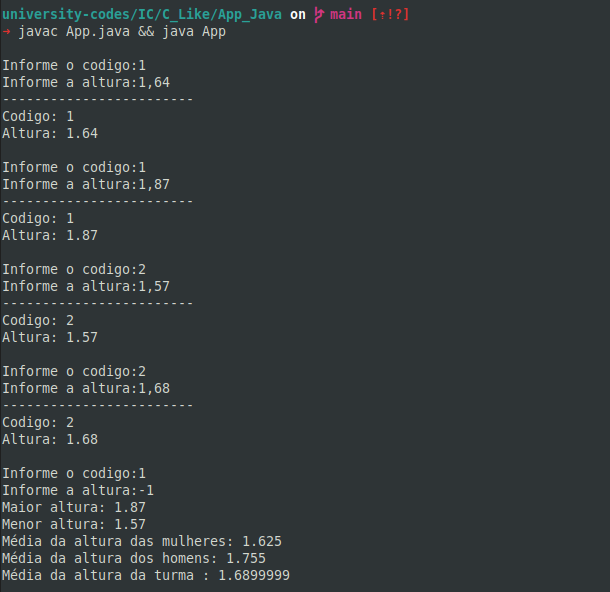 university-codes/IC/C_Like/App_Java on main [⇡!?]
→ javac App.java && java App
Informe o codigo:1
Informe a altura:1,64
------------------------
Codigo: 1
Altura: 1.64
Informe o codigo:1
Informe a altura:1,87
------------------------
Codigo: 1
Altura: 1.87
Informe o codigo:2
Informe a altura:1,57
------------------------
Codigo: 2
Altura: 1.57
Informe o codigo:2
Informe a altura:1,68
------------------------
Codigo: 2
Altura: 1.68
Informe o codigo:1
Informe a altura:-1
Maior altura: 1.87
Menor altura: 1.57
Média da altura das mulheres: 1.625
Média da altura dos homens: 1.755
Média da altura da turma : 1.6899999